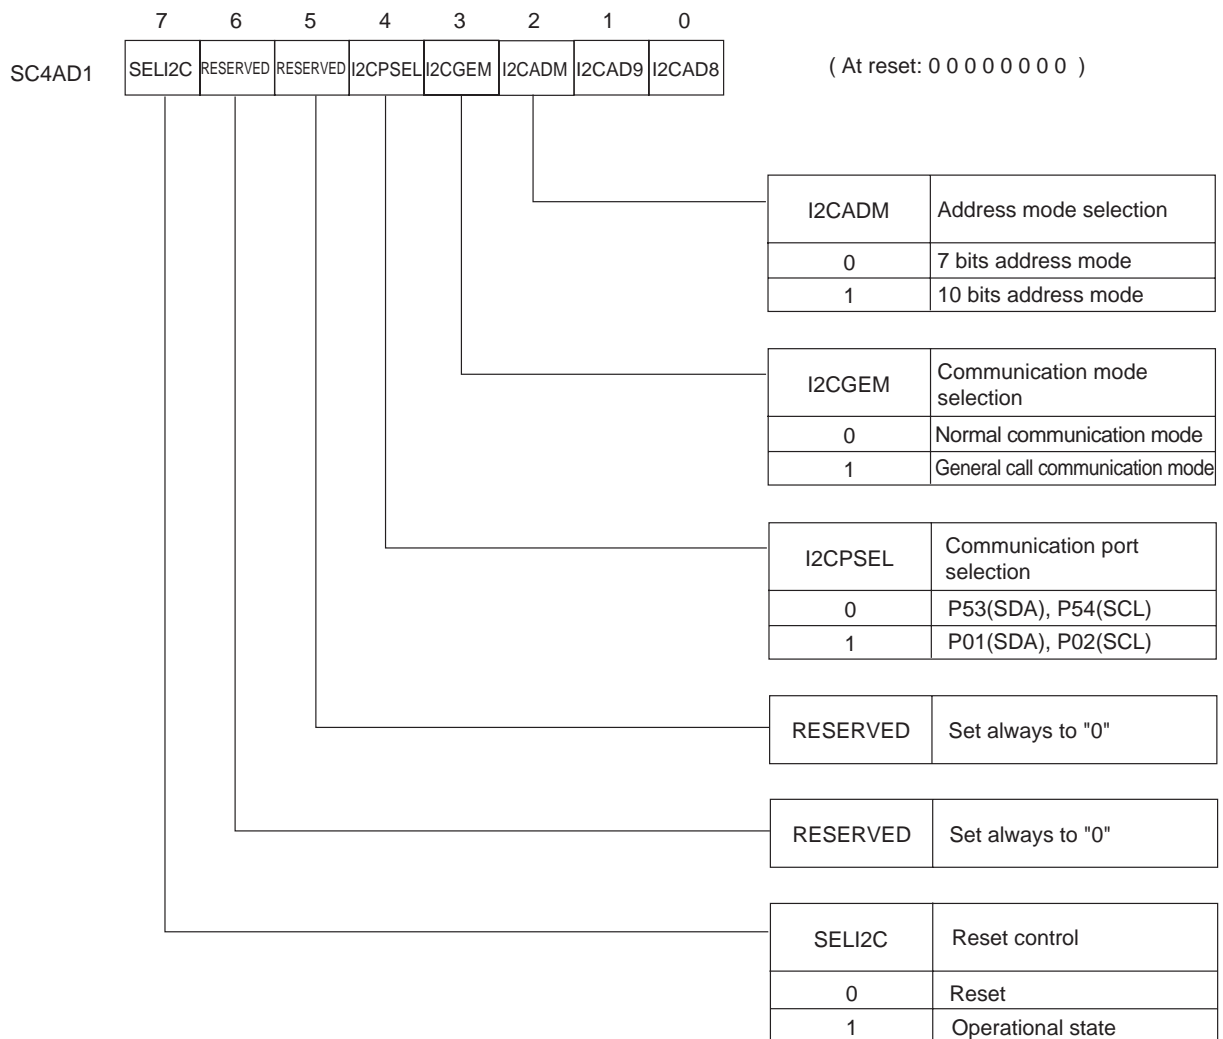 7 6 5 4 3 2 1 0
SC4AD1 SELI2C RESERVED RESERVED I2CPSEL I2CGEM I2CADM I2CAD9 I2CAD8 ( At reset: 0 0 0 0 0 0 0 0 )
I2CADM Address mode selection
0 7 bits address mode
1 10 bits address mode
I2CGEM Communication mode
selection
0 Normal communication mode
1 General call communication mode
I2CPSEL Communication port
selection
0 P53(SDA), P54(SCL)
1 P01(SDA), P02(SCL)
RESERVED Set always to "0"
RESERVED Set always to "0"
SELI2C Reset control
0 Reset
1 Operational state